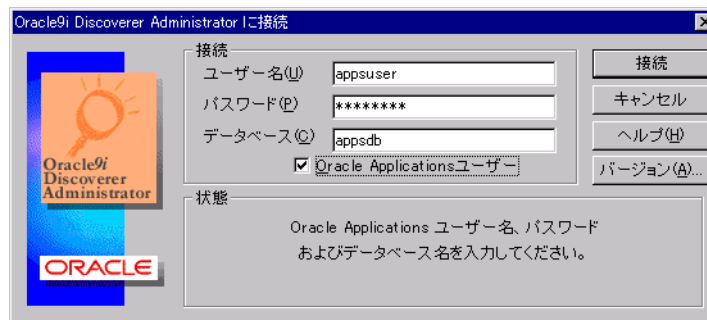 Oracle9i Discoverer Administrator に接続
接続
ユーザー名(U)
appsuser
パスワード(P)
********
データベース(C)
appsdb
Oracle Applicationsユーザー
接続
キャンセル
ヘルプ(H)
バージョン(A)...
Oracle9i
Discoverer
Administrator
ORACLE
状態
Oracle Applications ユーザー名、パスワード
およびデータベース名を入力してください。